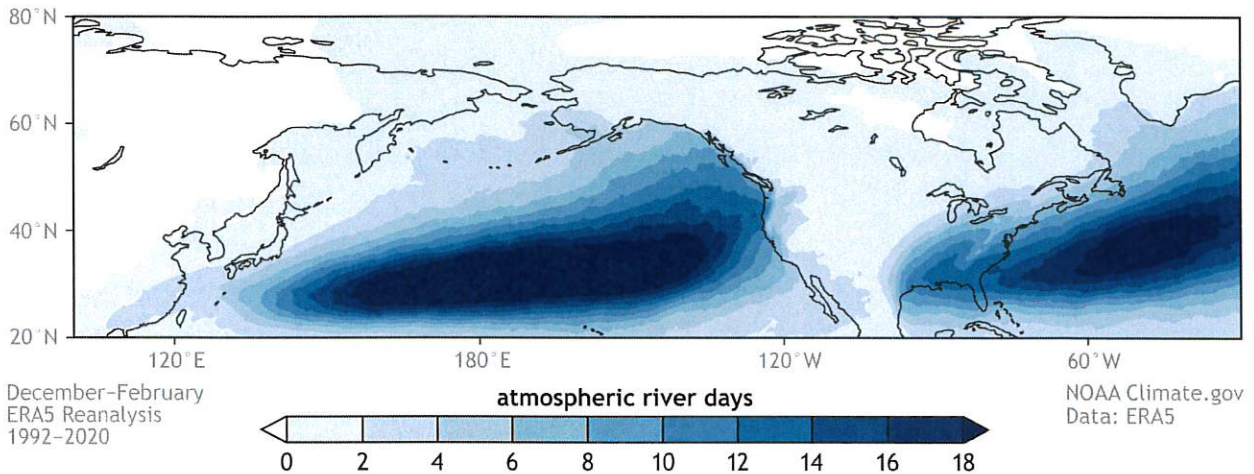 80°N
60°N
40°N
20°N
120°E 180°E 120°W 60°W
December-February
ERA5 Reanalysis
1992-2020
atmospheric river days
0 2 4 6 8 10 12 14 16 18
NOAA Climate.gov
Data: ERA5